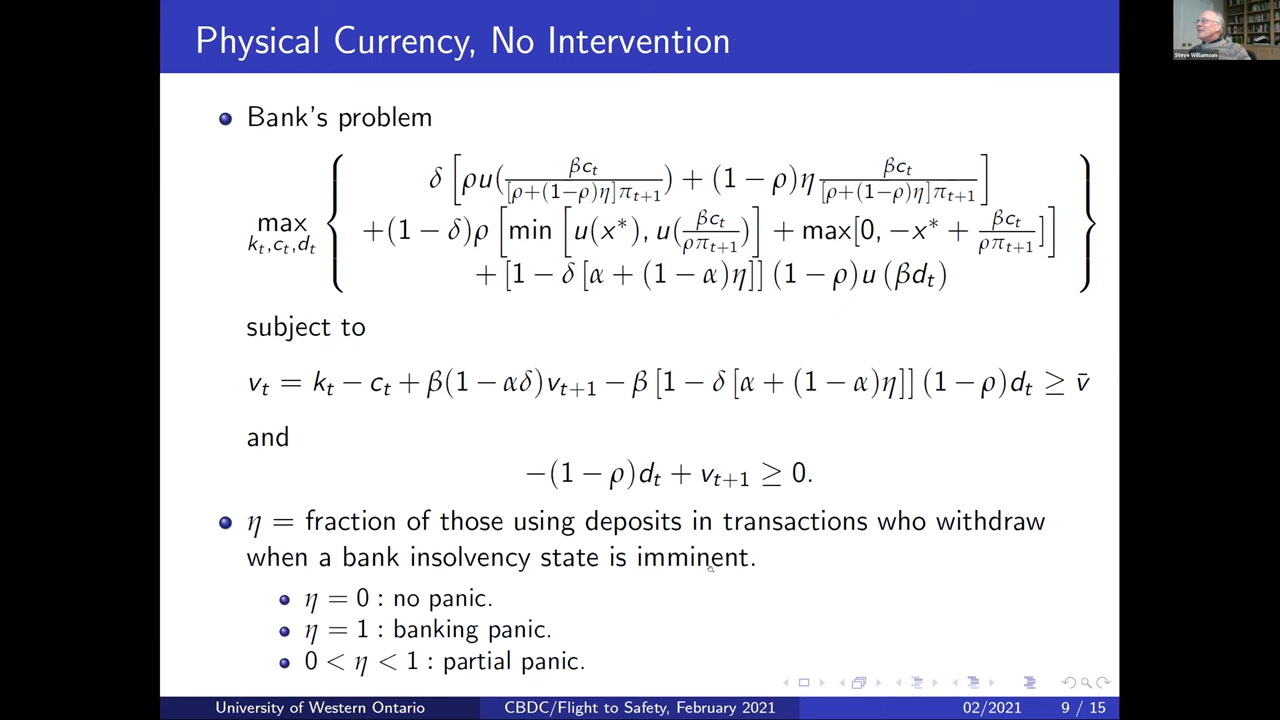 Physical Currency, No Intervention
Steve Williamson
Bank's problem
max_{k_t,c_t,d_t} { δ [ρu(βc_t/[ρ+(1−ρ)η]π_{t+1}) + (1 − ρ)η βc_t/[ρ+(1−ρ)η]π_{t+1}]
+(1 − δ)ρ [min [u(x*), u(βc_t/ρπ_{t+1})] + max[0, −x* + βc_t/ρπ_{t+1}]]
+ [1 − δ [α + (1 − α)η]] (1 − ρ)u (βd_t) }
subject to
v_t = k_t − c_t + β(1 − αδ)v_{t+1} − β [1 − δ [α + (1 − α)η]] (1 − ρ)d_t ≥ v̄
and
−(1 − ρ)d_t + v_{t+1} ≥ 0.
η = fraction of those using deposits in transactions who withdraw
when a bank insolvency state is imminent.
η = 0 : no panic.
η = 1 : banking panic.
0 < η < 1 : partial panic.
University of Western Ontario CBDC/Flight to Safety, February 2021 02/2021 9 / 15